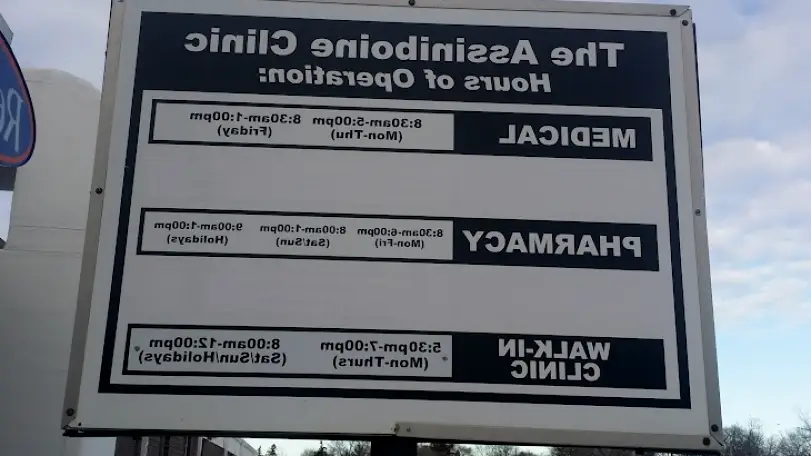 The Assiniboine Clinic
Hours of Operation:
MEDICAL
8:30am-5:00pm 8:30am-1:00pm
(Mon-Thu) (Friday)
PHARMACY
8:30am-6:00pm 8:00am-1:00pm 9:00am-1:00pm
(Mon-Fri) (Sat/Sun) (Holidays)
WALK-IN
CLINIC
5:30pm-7:00pm 8:00am-12:00pm
(Mon-Thurs) (Sat/Sun/Holidays)